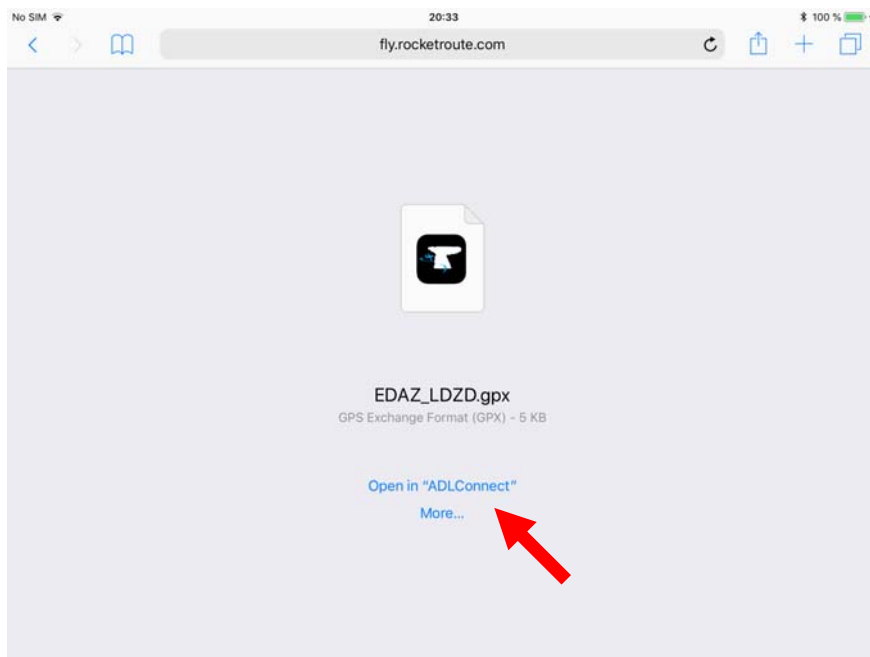 No SIM
20:33
100 %
fly.rocketroute.com
EDAZ_LDZD.gpx
GPS Exchange Format (GPX) - 5 KB
Open in “ADLConnect”
More...